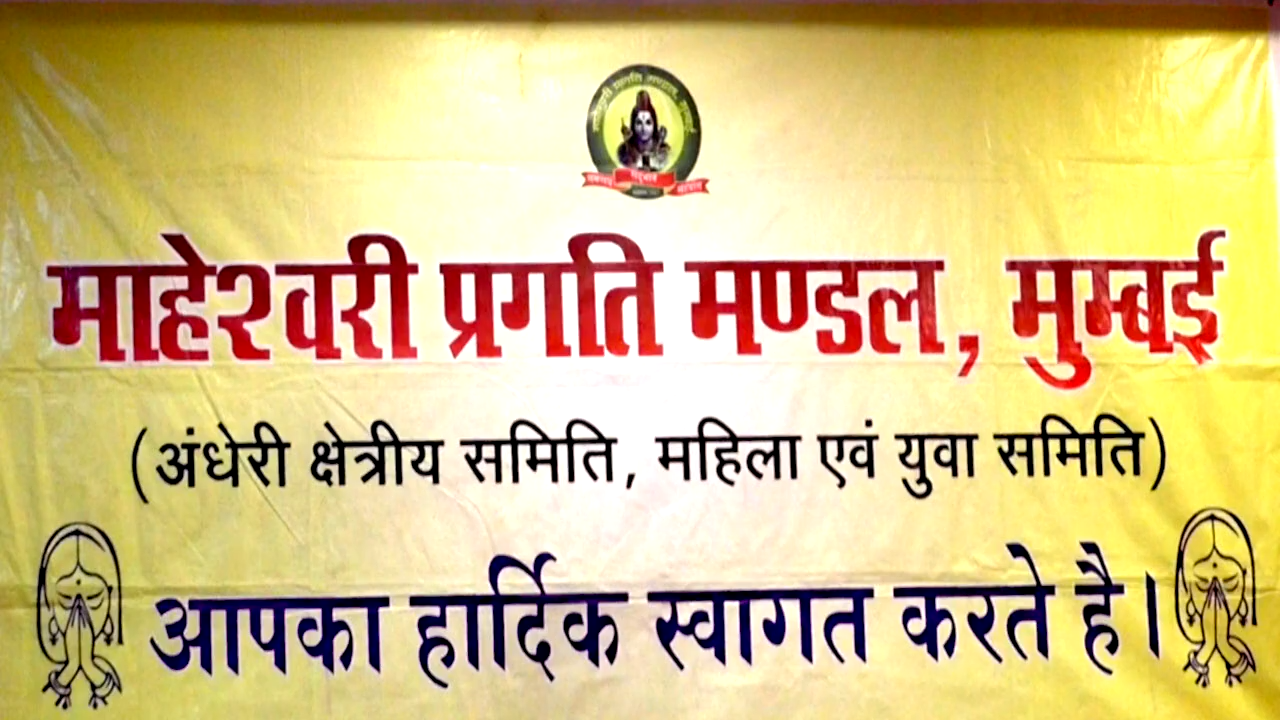 माहेश्वरी प्रगति मण्डल, मुम्बई
(अंधेरी क्षेत्रीय समिति, महिला एवं युवा समिति)
आपका हार्दिक स्वागत करते है।